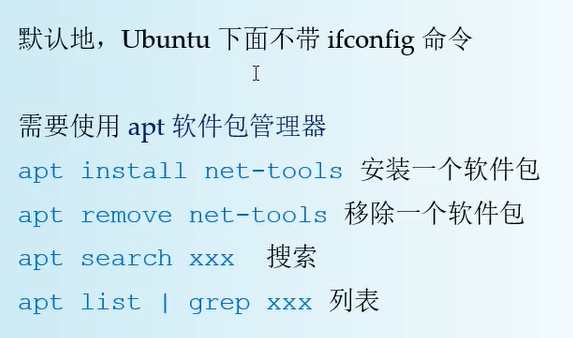 默认地，Ubuntu 下面不带 ifconfig 命令
需要使用 apt 软件包管理器
apt install net-tools 安装一个软件包
apt remove net-tools 移除一个软件包
apt search xxx 搜索
apt list | grep xxx 列表